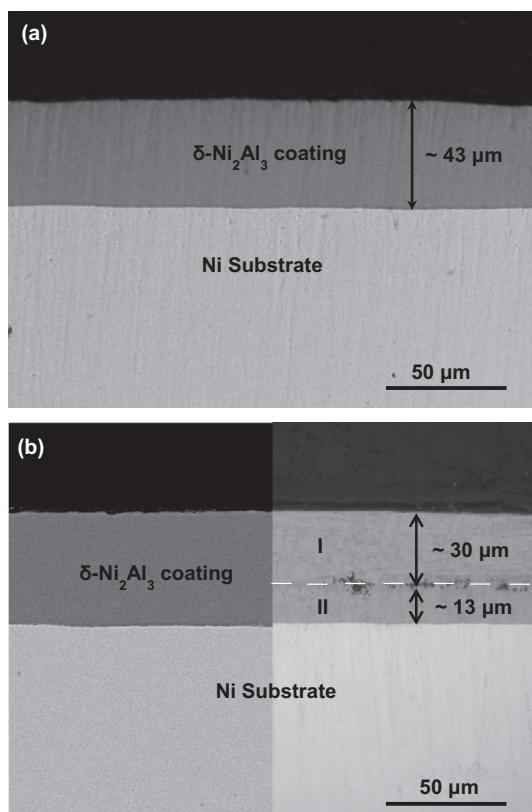 (a)
δ-Ni₂Al₃ coating
~ 43 µm
Ni Substrate
50 µm
(b)
I
~ 30 µm
δ-Ni₂Al₃ coating
II
~ 13 µm
Ni Substrate
50 µm